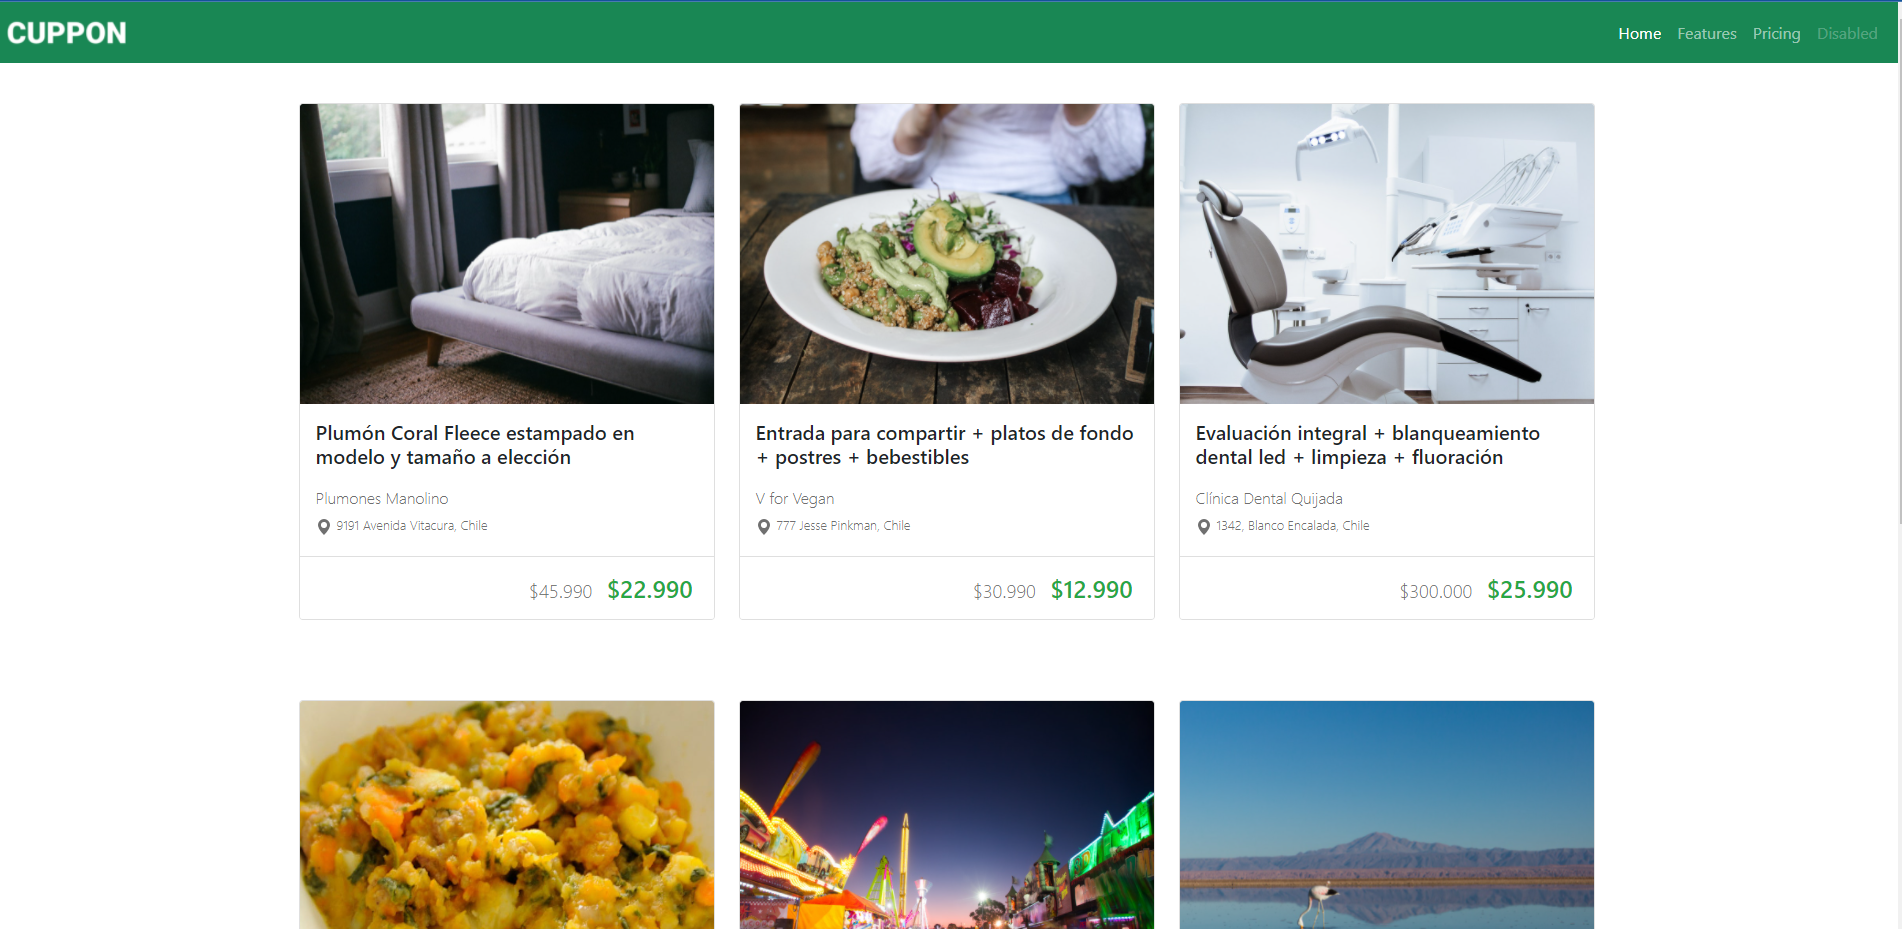 CUPPON
Home Features Pricing Disabled
Plumón Coral Fleece estampado en
modelo y tamaño a elección
Plumones Manolino
9191 Avenida Vitacura, Chile
$45.990 $22.990
Entrada para compartir + platos de fondo
+ postres + bebestibles
V for Vegan
777 Jesse Pinkman, Chile
$30.990 $12.990
Evaluación integral + blanqueamiento
dental led + limpieza + fluoración
Clínica Dental Quijada
1342, Blanco Encalada, Chile
$300.000 $25.990